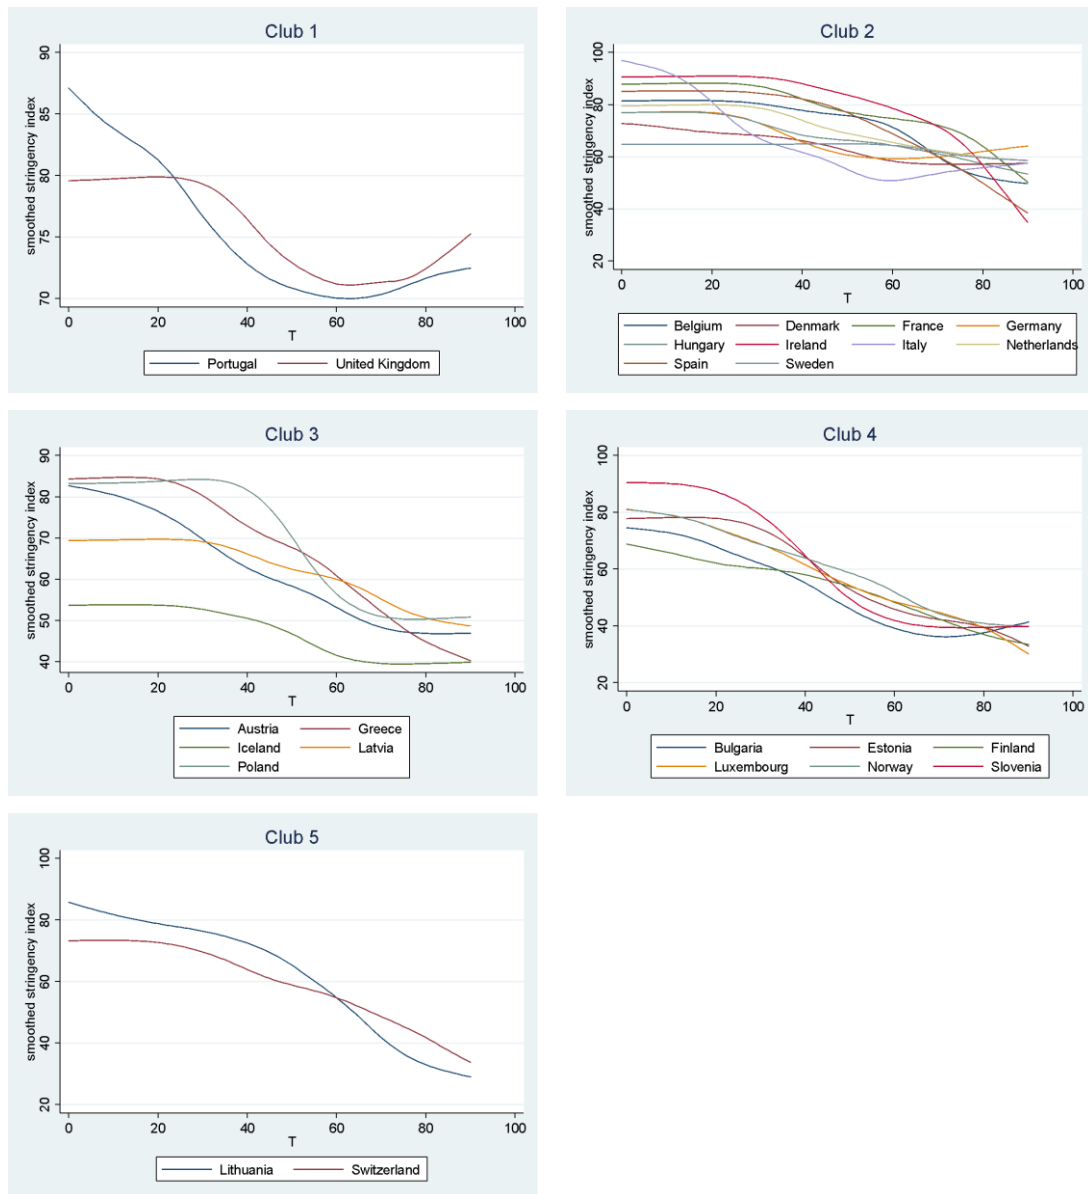 Club 1
smoothed stringency index
90
85
80
75
70
0 20 40 60 80 100
T
Portugal United Kingdom
Club 2
smoothed stringency index
100
80
60
40
20
0 20 40 60 80 100
T
Belgium Denmark France Germany
Hungary Ireland Italy Netherlands
Spain Sweden
Club 3
smoothed stringency index
90
80
70
60
50
40
0 20 40 60 80 100
T
Austria Greece
Iceland Latvia
Poland
Club 4
smoothed stringency index
100
80
60
40
20
0 20 40 60 80 100
T
Bulgaria Estonia Finland
Luxembourg Norway Slovenia
Club 5
smoothed stringency index
100
80
60
40
20
0 20 40 60 80 100
T
Lithuania Switzerland